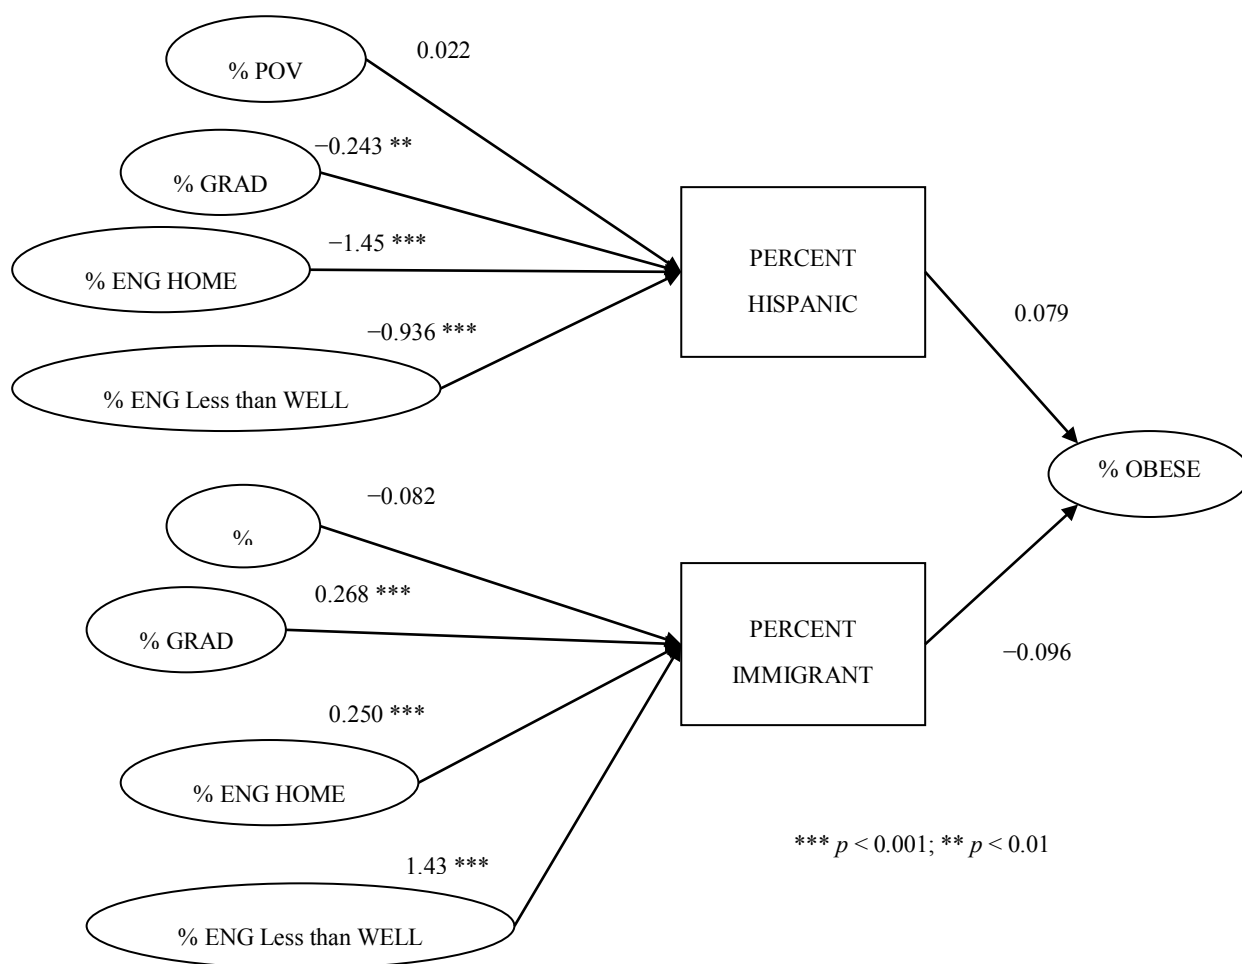 0.022
% POV
−0.243 **
% GRAD
−1.45 ***
% ENG HOME
−0.936 ***
% ENG Less than WELL
PERCENT
HISPANIC
0.079
% OBESE
−0.082
%
0.268 ***
% GRAD
0.250 ***
% ENG HOME
1.43 ***
% ENG Less than WELL
PERCENT
IMMIGRANT
−0.096
*** p < 0.001; ** p < 0.01